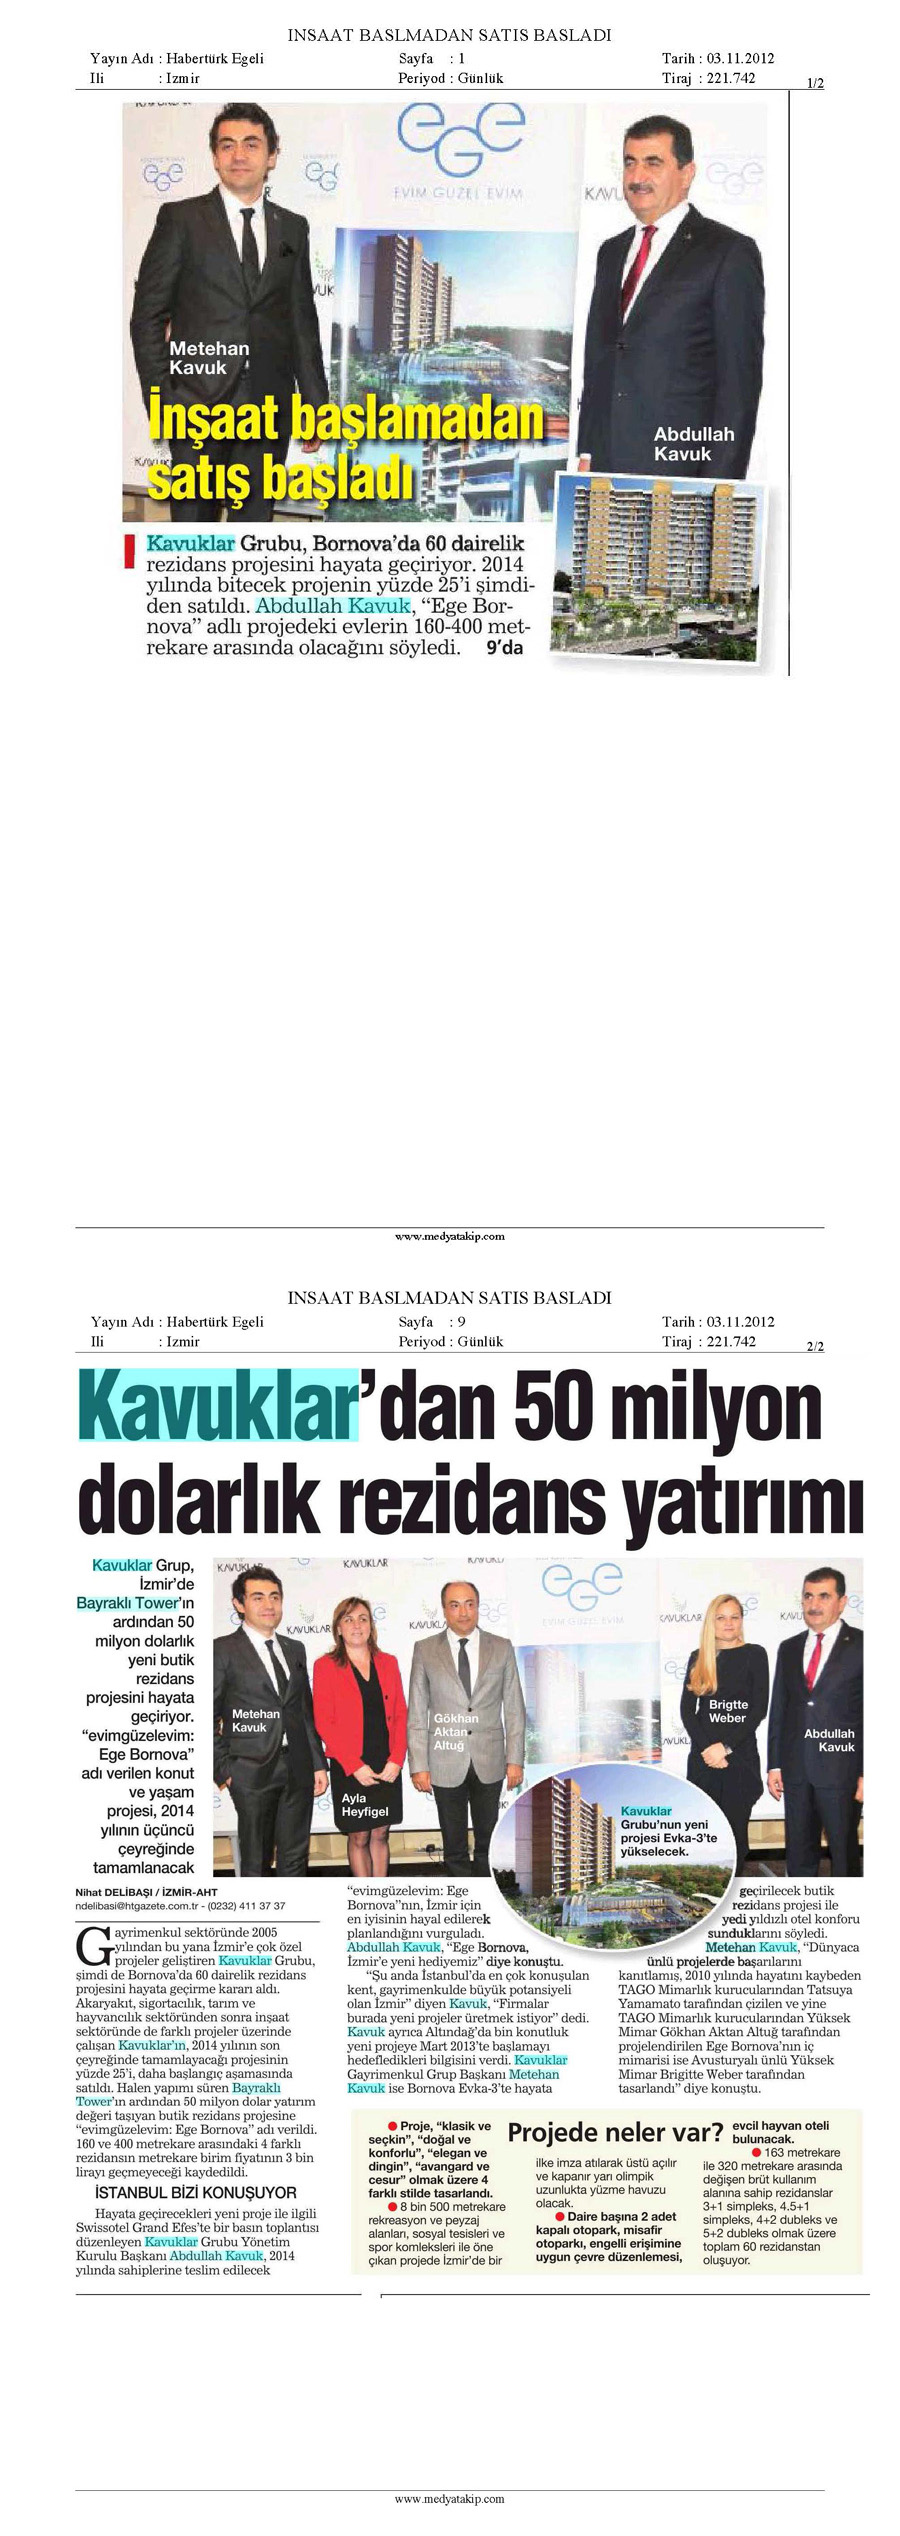 INSAAT BASLMADAN SATIS BASLADI
Yayın Adı : Habertürk Egeli
Sayfa : 1
Tarih : 03.11.2012
Ili : Izmir
Periyod : Günlük
Tiraj : 221.742
1/2
ege
EVIM GUZEL EVIM
Metehan
Kavuk
Abdullah
Kavuk
İnşaat başlamadan
satış başladı
Kavuklar Grubu, Bornova’da 60 dairelik
rezidans projesini hayata geçiriyor. 2014
yılında bitecek projenin yüzde 25’i şimdi-
den satıldı. Abdullah Kavuk, “Ege Bor-
nova” adlı projedeki evlerin 160-400 met-
rekare arasında olacağını söyledi. 9’da
www.medyatakip.com
INSAAT BASLMADAN SATIS BASLADI
Yayın Adı : Habertürk Egeli
Sayfa : 9
Tarih : 03.11.2012
Ili : Izmir
Periyod : Günlük
Tiraj : 221.742
2/2
Kavuklar’dan 50 milyon
dolarlık rezidans yatırımı
Kavuklar Grup,
İzmir’de
Bayraklı Tower’ın
ardından 50
milyon dolarlık
yeni butik
rezidans
projesini hayata
geçiriyor.
“evimgüzelevim:
Ege Bornova”
adı verilen konut
ve yaşam
projesi, 2014
yılının üçüncü
çeyreğinde
tamamlanacak
KAVUKLAR
KAVUKLAR
KAVUKLAR
KAVUKLAR
KAVUKLAR
ege
EVIM GUZEL EVIM
Metehan
Kavuk
Ayla
Heyfigel
Gökhan
Aktan
Altuğ
Brigtte
Weber
Abdullah
Kavuk
Kavuklar
Grubu’nun yeni
projesi Evka-3’te
yükselecek.
Nihat DELİBAŞI / İZMİR-AHT
ndelibasi@htgazete.com.tr - (0232) 411 37 37
Gayrimenkul sektöründe 2005
yılından bu yana İzmir’e çok özel
projeler geliştiren Kavuklar Grubu,
şimdi de Bornova’da 60 dairelik rezidans
projesini hayata geçirme kararı aldı.
Akaryakıt, sigortacılık, tarım ve
hayvancılık sektöründen sonra inşaat
sektöründe de farklı projeler üzerinde
çalışan Kavuklar’ın, 2014 yılının son
çeyreğinde tamamlayacağı projesinin
yüzde 25’i, daha başlangıç aşamasında
satıldı. Halen yapımı süren Bayraklı
Tower’ın ardından 50 milyon dolar yatırım
değeri taşıyan butik rezidans projesine
“evimgüzelevim: Ege Bornova” adı verildi.
160 ve 400 metrekare arasındaki 4 farklı
rezidansın metrekare birim fiyatının 3 bin
lirayı geçmeyeceği kaydedildi.
İSTANBUL BİZİ KONUŞUYOR
Hayata geçirecekleri yeni proje ile ilgili
Swissotel Grand Efes’te bir basın toplantısı
düzenleyen Kavuklar Grubu Yönetim
Kurulu Başkanı Abdullah Kavuk, 2014
yılında sahiplerine teslim edilecek
“evimgüzelevim: Ege
Bornova”nın, İzmir için
en iyisinin hayal edilerek
planlandığını vurguladı.
Abdullah Kavuk, “Ege Bornova,
İzmir’e yeni hediyemiz” diye konuştu.
“Şu anda İstanbul’da en çok konuşulan
kent, gayrimenkulde büyük potansiyeli
olan İzmir” diyen Kavuk, “Firmalar
burada yeni projeler üretmek istiyor” dedi.
Kavuk ayrıca Altındağ’da bin konutluk
yeni projeye Mart 2013’te başlamayı
hedefledikleri bilgisini verdi. Kavuklar
Gayrimenkul Grup Başkanı Metehan
Kavuk ise Bornova Evka-3’te hayata
geçirilecek butik
rezidans projesi ile
yedi yıldızlı otel konforu
sunduklarını söyledi.
Metehan Kavuk, “Dünyaca
ünlü projelerde başarılarını
kanıtlamış, 2010 yılında hayatını kaybeden
TAGO Mimarlık kurucularından Tatsuya
Yamamato tarafından çizilen ve yine
TAGO Mimarlık kurucularından Yüksek
Mimar Gökhan Aktan Altuğ tarafından
projelendirilen Ege Bornova’nın iç
mimarisi ise Avusturyalı ünlü Yüksek
Mimar Brigitte Weber tarafından
tasarlandı” diye konuştu.
Projede neler var?
Proje, “klasik ve
seçkin”, “doğal ve
konforlu”, “elegan ve
dingin”, “avangard ve
cesur” olmak üzere 4
farklı stilde tasarlandı.
8 bin 500 metrekare
rekreasyon ve peyzaj
alanları, sosyal tesisleri ve
spor komleksleri ile öne
çıkan projede İzmir’de bir
ilke imza atılarak üstü açılır
ve kapanır yarı olimpik
uzunlukta yüzme havuzu
olacak.
Daire başına 2 adet
kapalı otopark, misafir
otoparkı, engelli erişimine
uygun çevre düzenlemesi,
evcil hayvan oteli
bulunacak.
163 metrekare
ile 320 metrekare arasında
değişen brüt kullanım
alanına sahip rezidanslar
3+1 simpleks, 4.5+1
simpleks, 4+2 dubleks ve
5+2 dubleks olmak üzere
toplam 60 rezidanstan
oluşuyor.
www.medyatakip.com